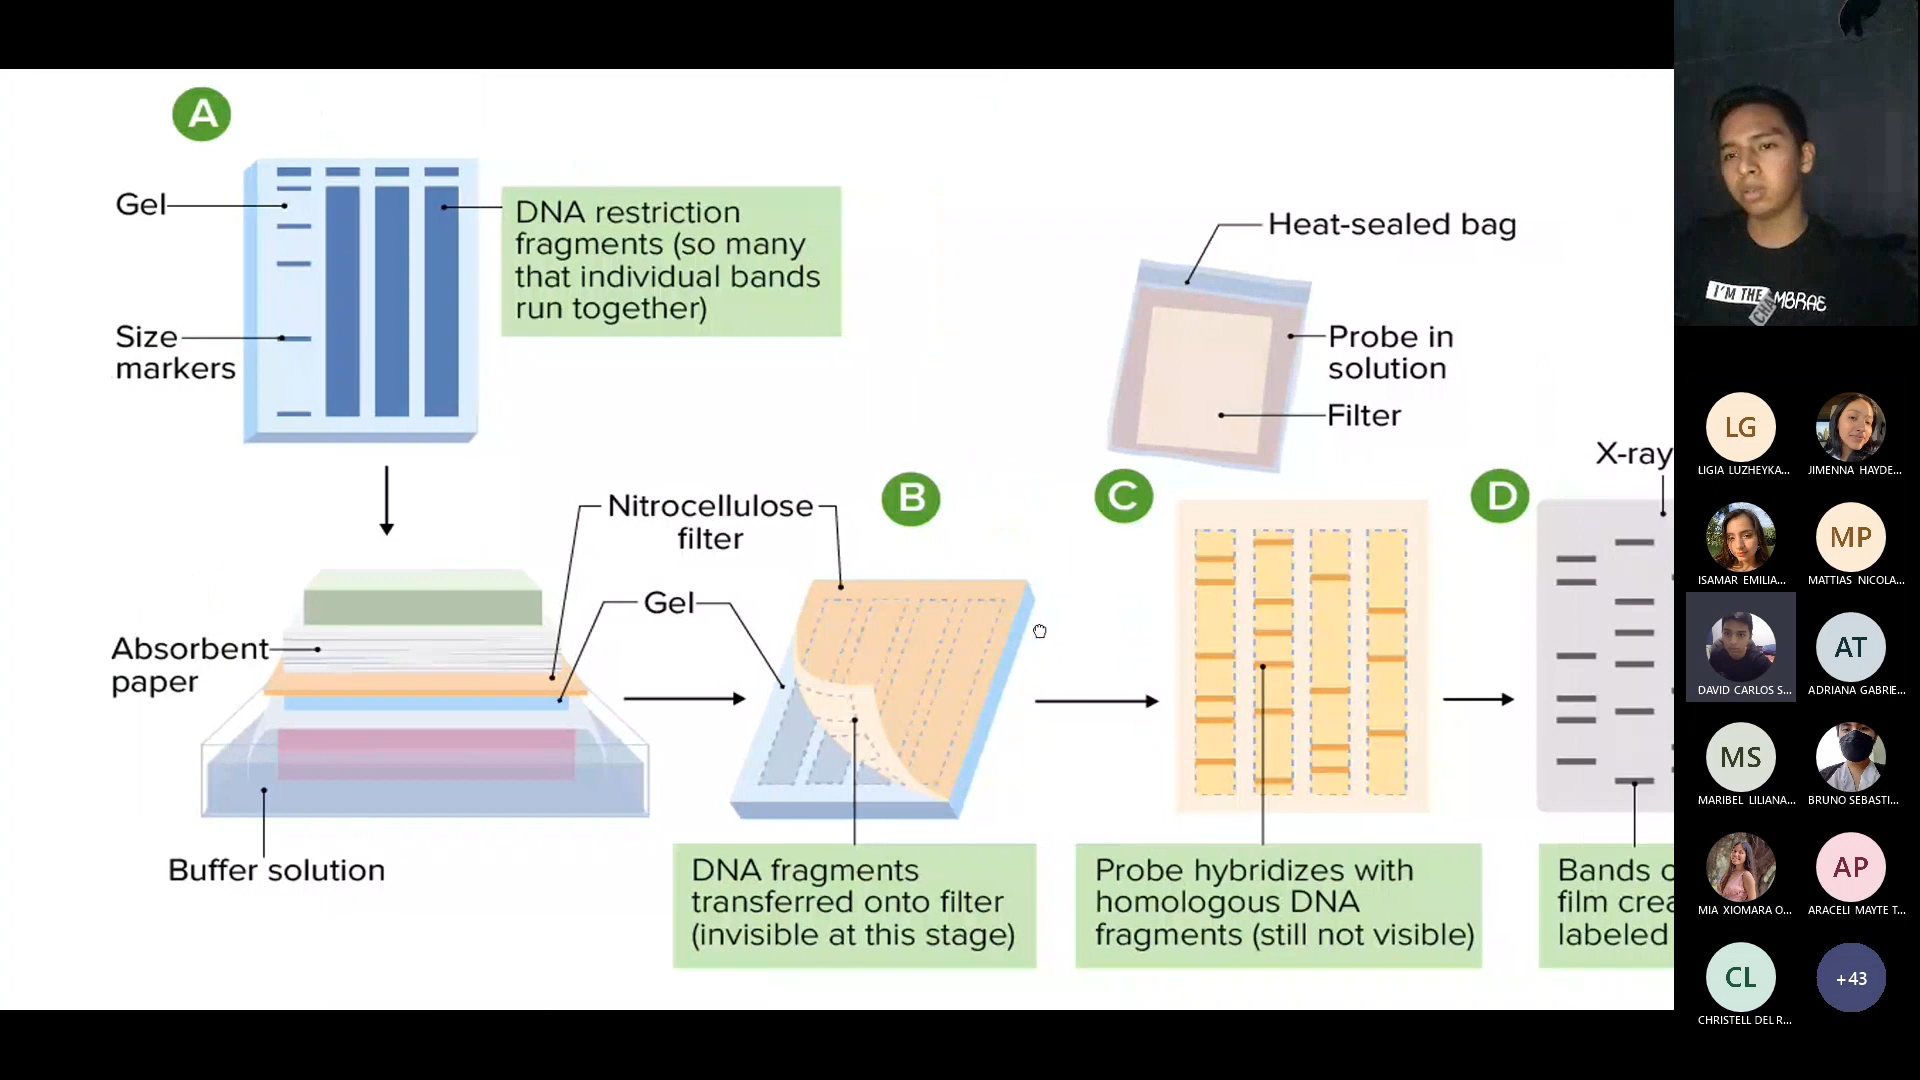 A
Gel
Size
markers
DNA restriction
fragments (so many
that individual bands
run together)
Heat-sealed bag
Probe in
solution
Filter
X-ray
Nitrocellulose
filter
B
C
D
Gel
Absorbent
paper
Buffer solution
DNA fragments
transferred onto filter
(invisible at this stage)
Probe hybridizes with
homologous DNA
fragments (still not visible)
Bands
film
labeled
I'M THE
LG
LIGIA LUZHEYKA...
JIMENNA HAYDE...
ISAMAR EMILIA...
MP
MATTIAS NICOLA...
DAVID CARLOS S...
AT
ADRIANA GABRIE...
MS
MARIBEL LILIANA...
BRUNO SEBASTI...
MIA XIOMARA O...
AP
ARACELI MAYTE T...
CL
CHRISTELL DEL R...
+43